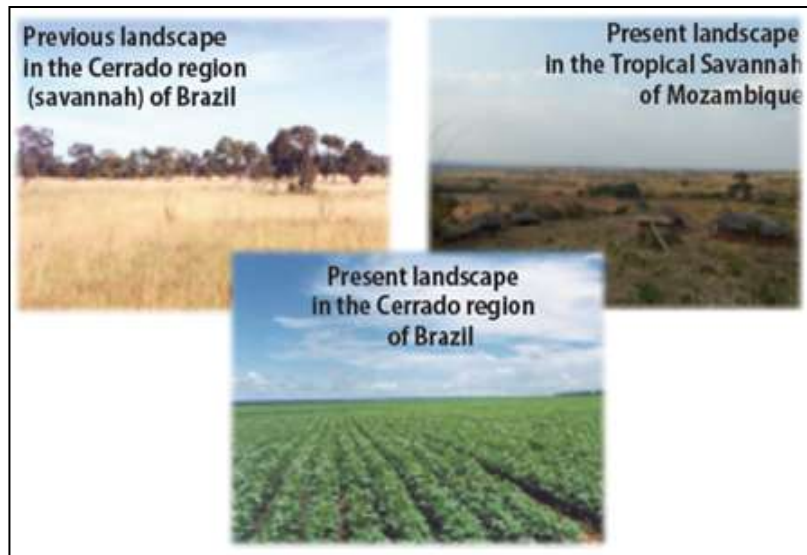 Previous landscape
in the Cerrado region
(savannah) of Brazil
Present landscape
in the Tropical Savannah
of Mozambique
Present landscape
in the Cerrado region
of Brazil